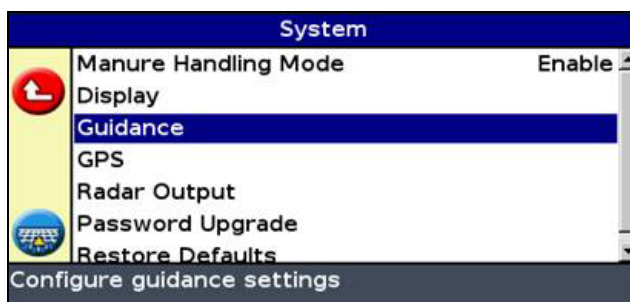 System
Manure Handling Mode Enable
Display
Guidance
GPS
Radar Output
Password Upgrade
Restore Defaults
Configure guidance settings